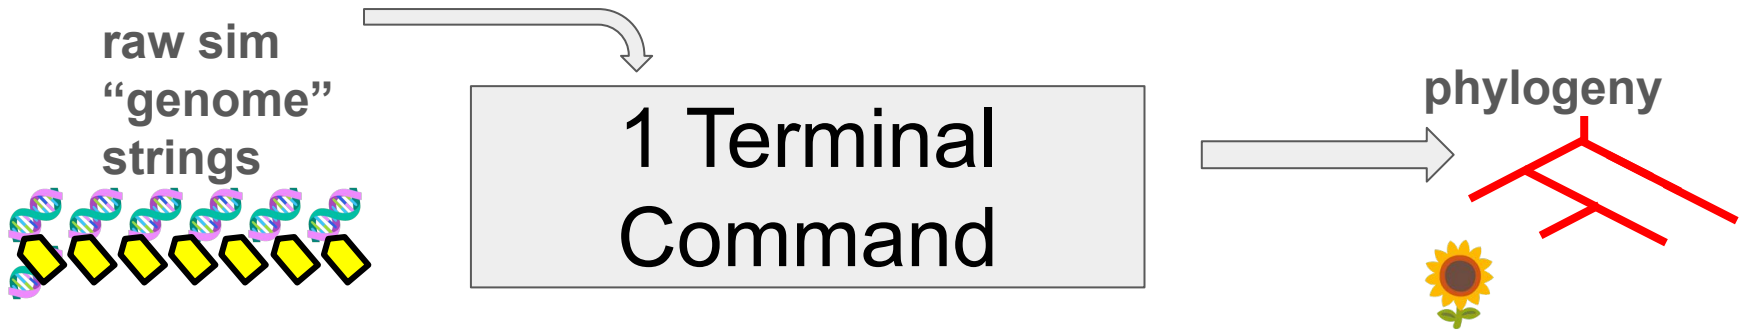 raw sim
“genome”
strings
1 Terminal
Command
phylogeny